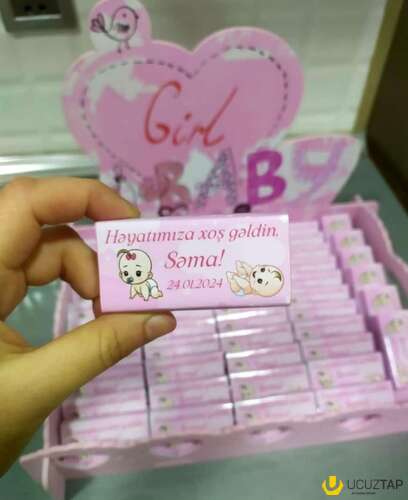 Girl
BABY
Həyatımıza xoş gəldin,
Səma!
24.01.2024
UCUZTAP